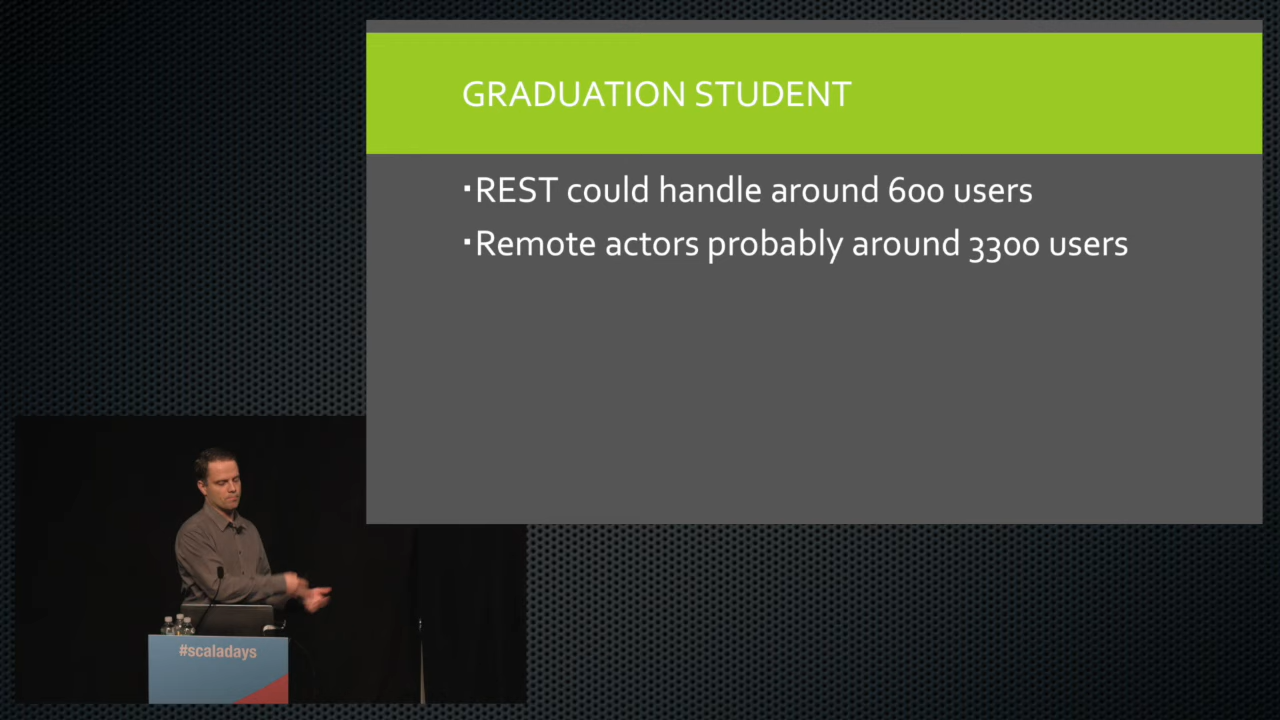 GRADUATION STUDENT
▪REST could handle around 600 users
▪Remote actors probably around 3300 users
#scaladays